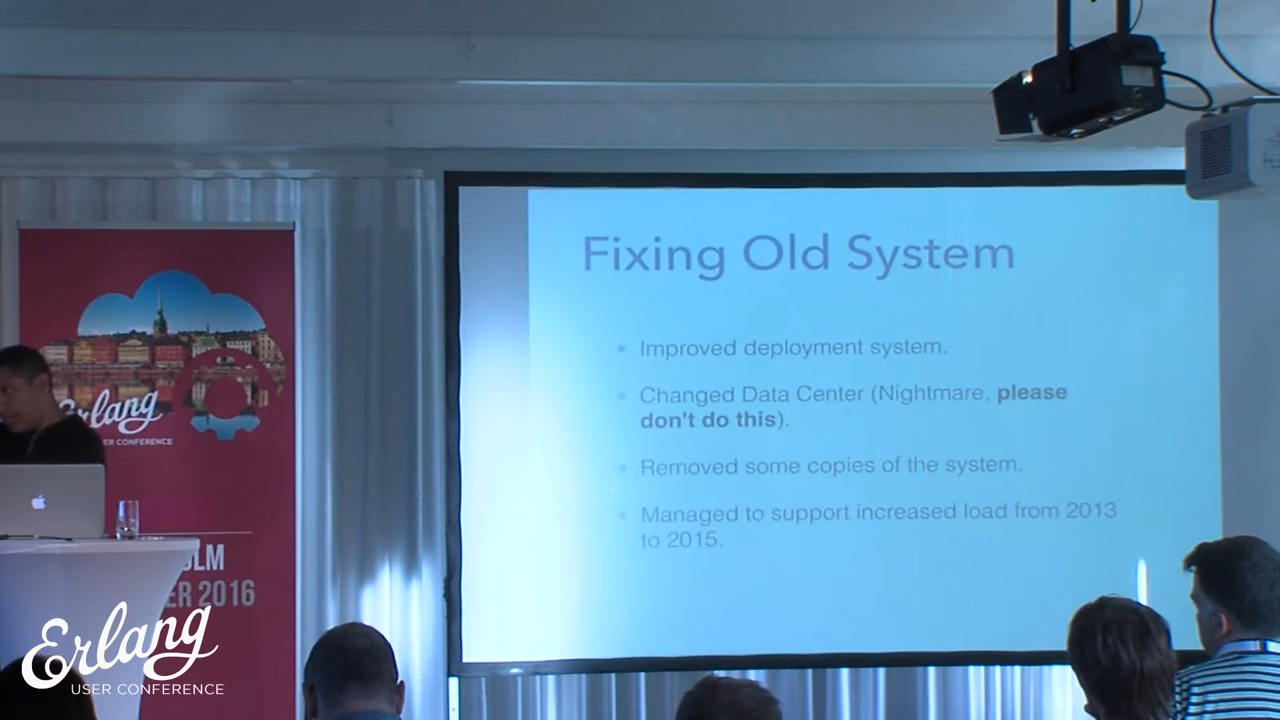 Fixing Old System
Improved deployment system.
Changed Data Center (Nightmare, please
don't do this).
Removed some copies of the system.
Managed to support increased load from 2013
to 2015.
Erlang
USER CONFERENCE
2016
Erlang
USER CONFERENCE